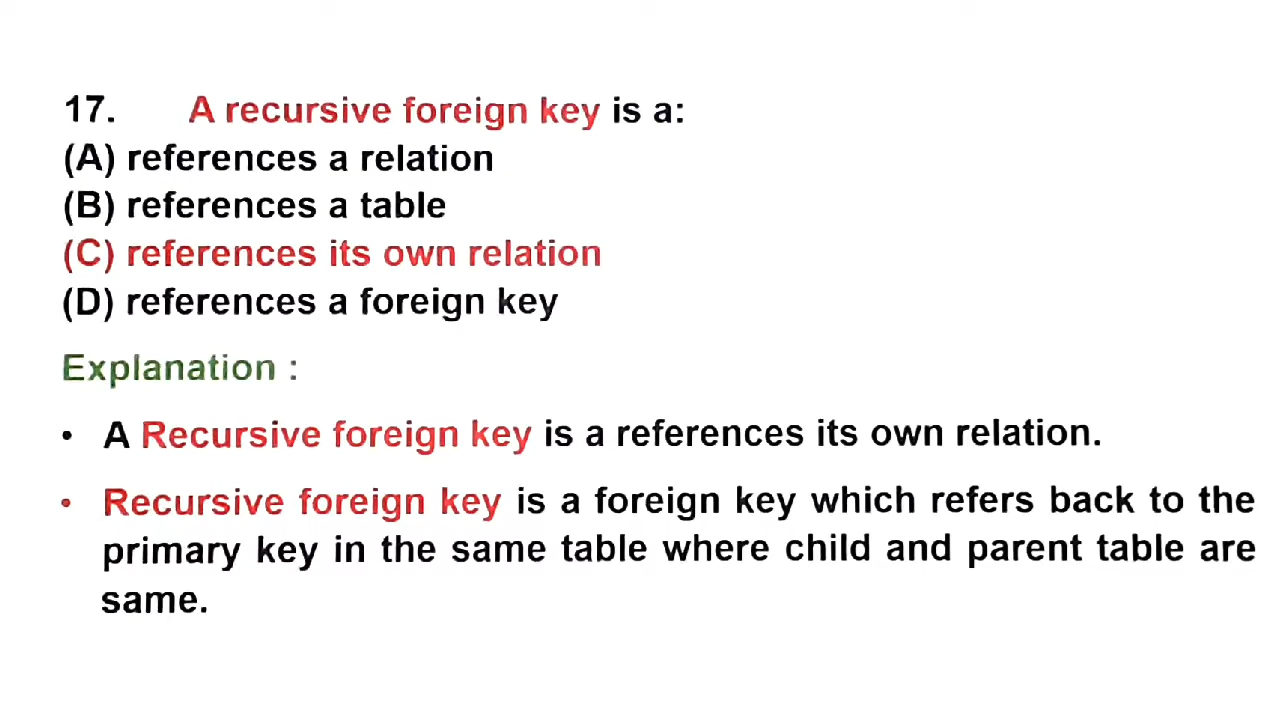 17. A recursive foreign key is a:
(A) references a relation
(B) references a table
(C) references its own relation
(D) references a foreign key
Explanation :
• A Recursive foreign key is a references its own relation.
• Recursive foreign key is a foreign key which refers back to the
primary key in the same table where child and parent table are
same.